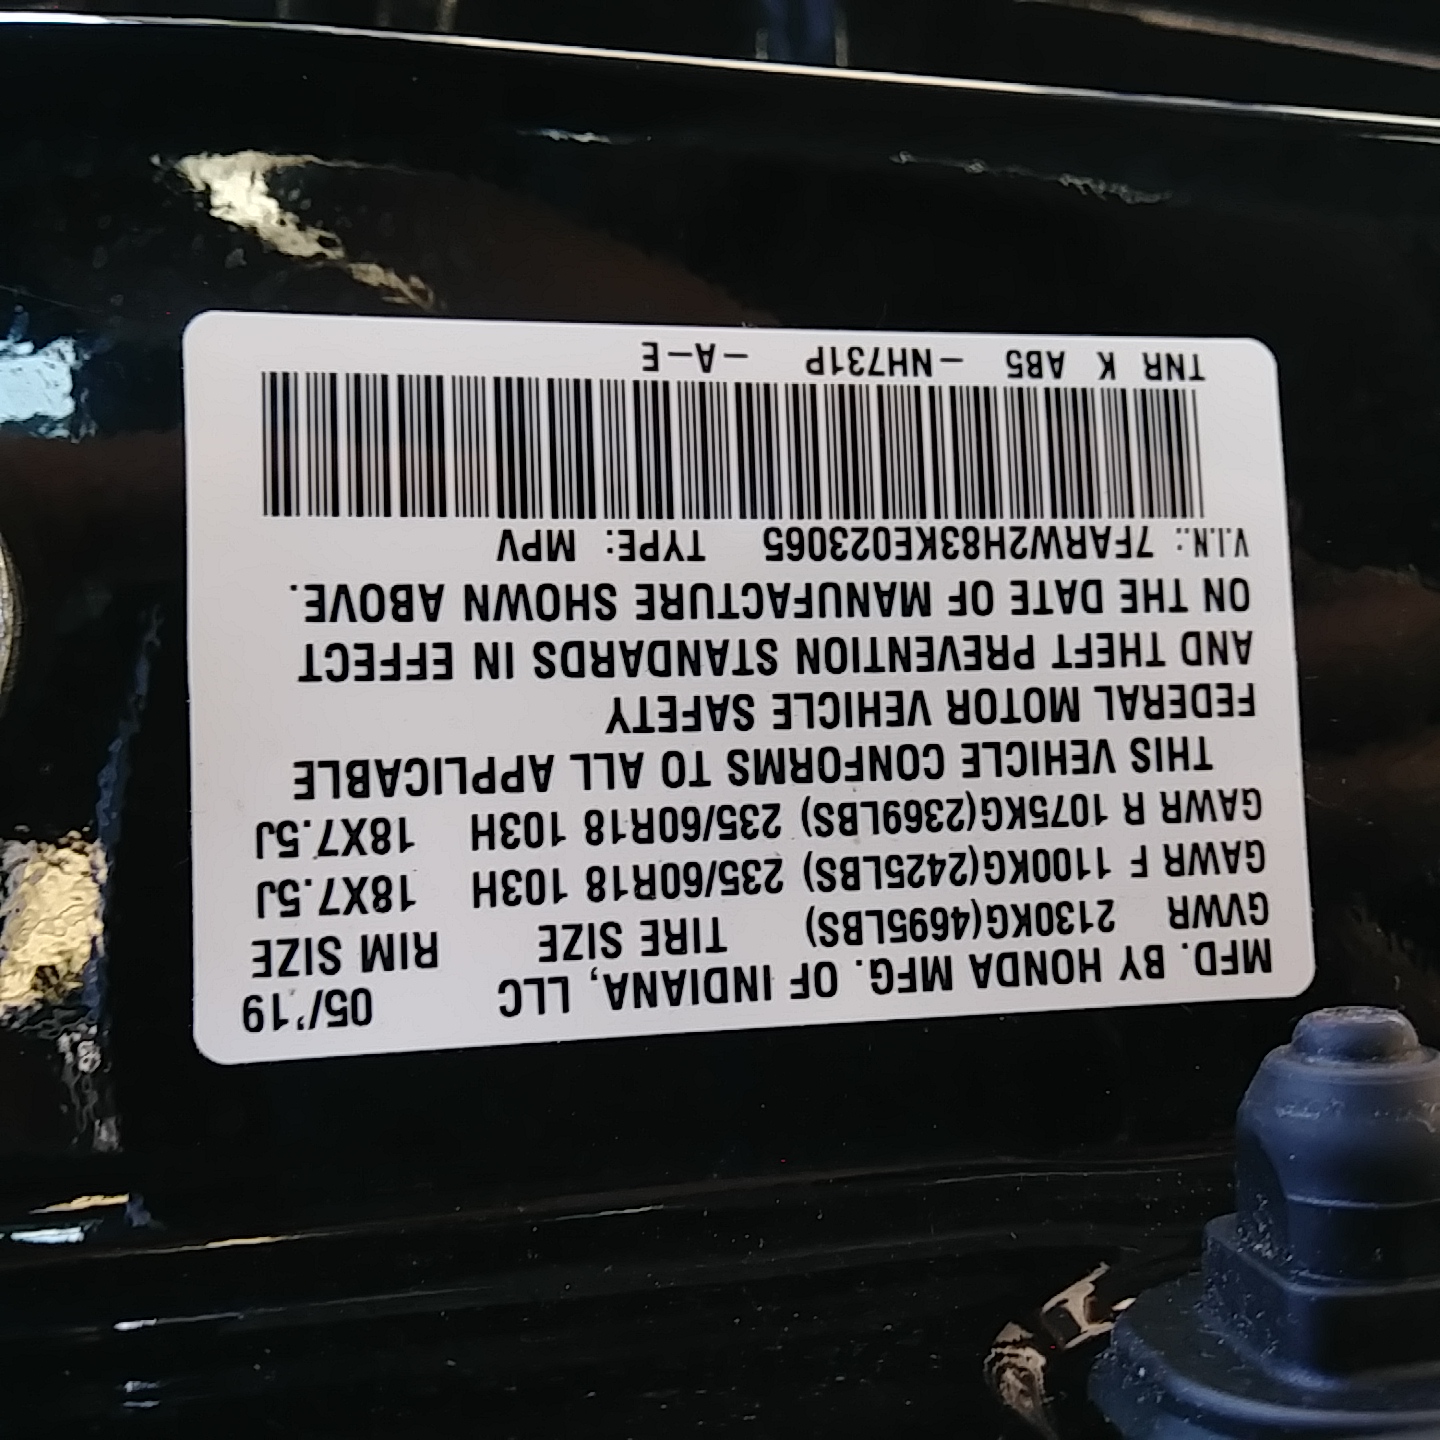 MFD. BY HONDA MFG. OF INDIANA, LLC 05/'19
GVWR 2130KG(4695LBS) TIRE SIZE RIM SIZE
GAWR F 1100KG(2425LBS) 235/60R18 103H 18X7.5J
GAWR R 1075KG(2369LBS) 235/60R18 103H 18X7.5J
THIS VEHICLE CONFORMS TO ALL APPLICABLE
FEDERAL MOTOR VEHICLE SAFETY
AND THEFT PREVENTION STANDARDS IN EFFECT
ON THE DATE OF MANUFACTURE SHOWN ABOVE.
V.I.N.: 7FARW2H83KE023065 TYPE: MPV
TNR K AB5 -NH731P -A-E